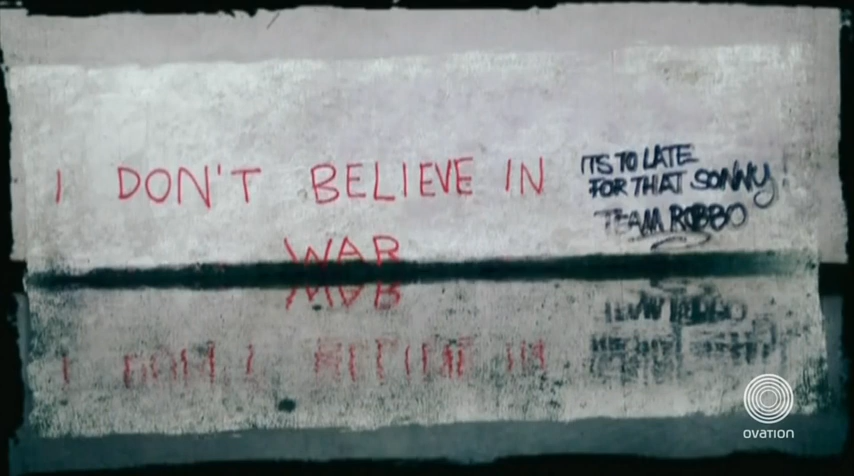 I DON'T BELIEVE IN
WAR
ITS TO LATE
FOR THAT SONNY!
TEAM ROBBO
OVATION